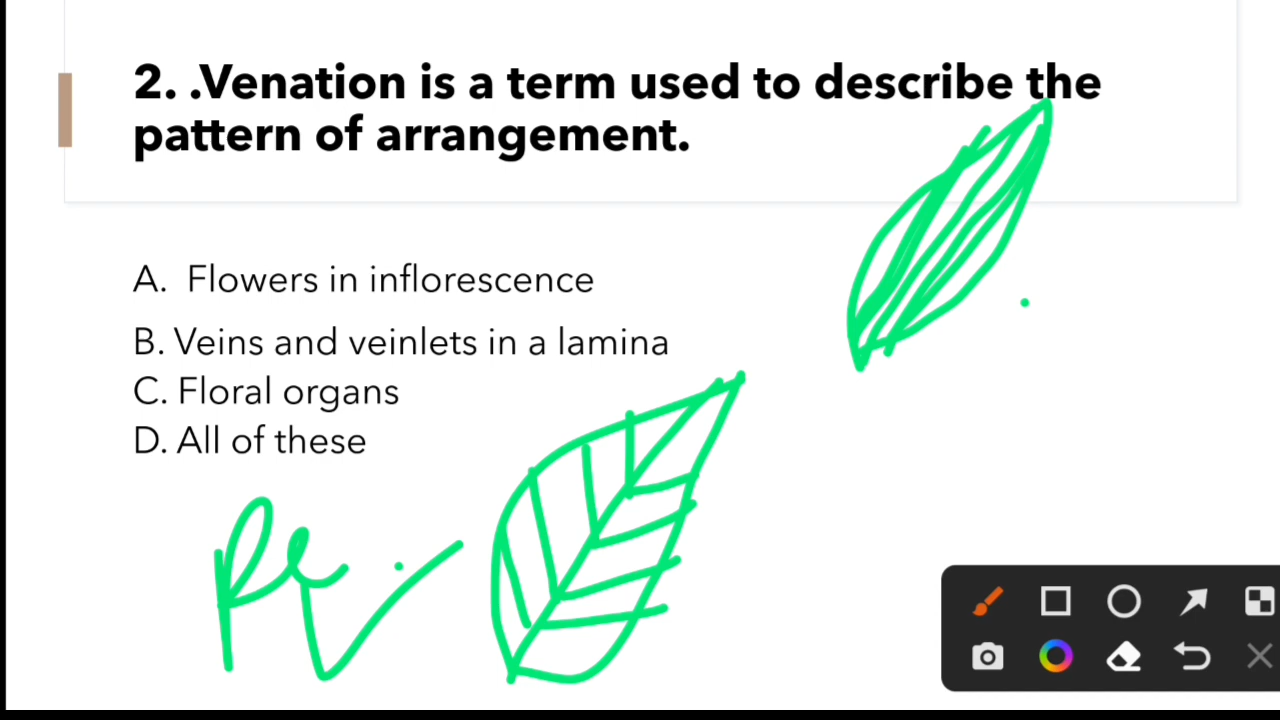 2. .Venation is a term used to describe the
pattern of arrangement.
A. Flowers in inflorescence
B. Veins and veinlets in a lamina
C. Floral organs
D. All of these